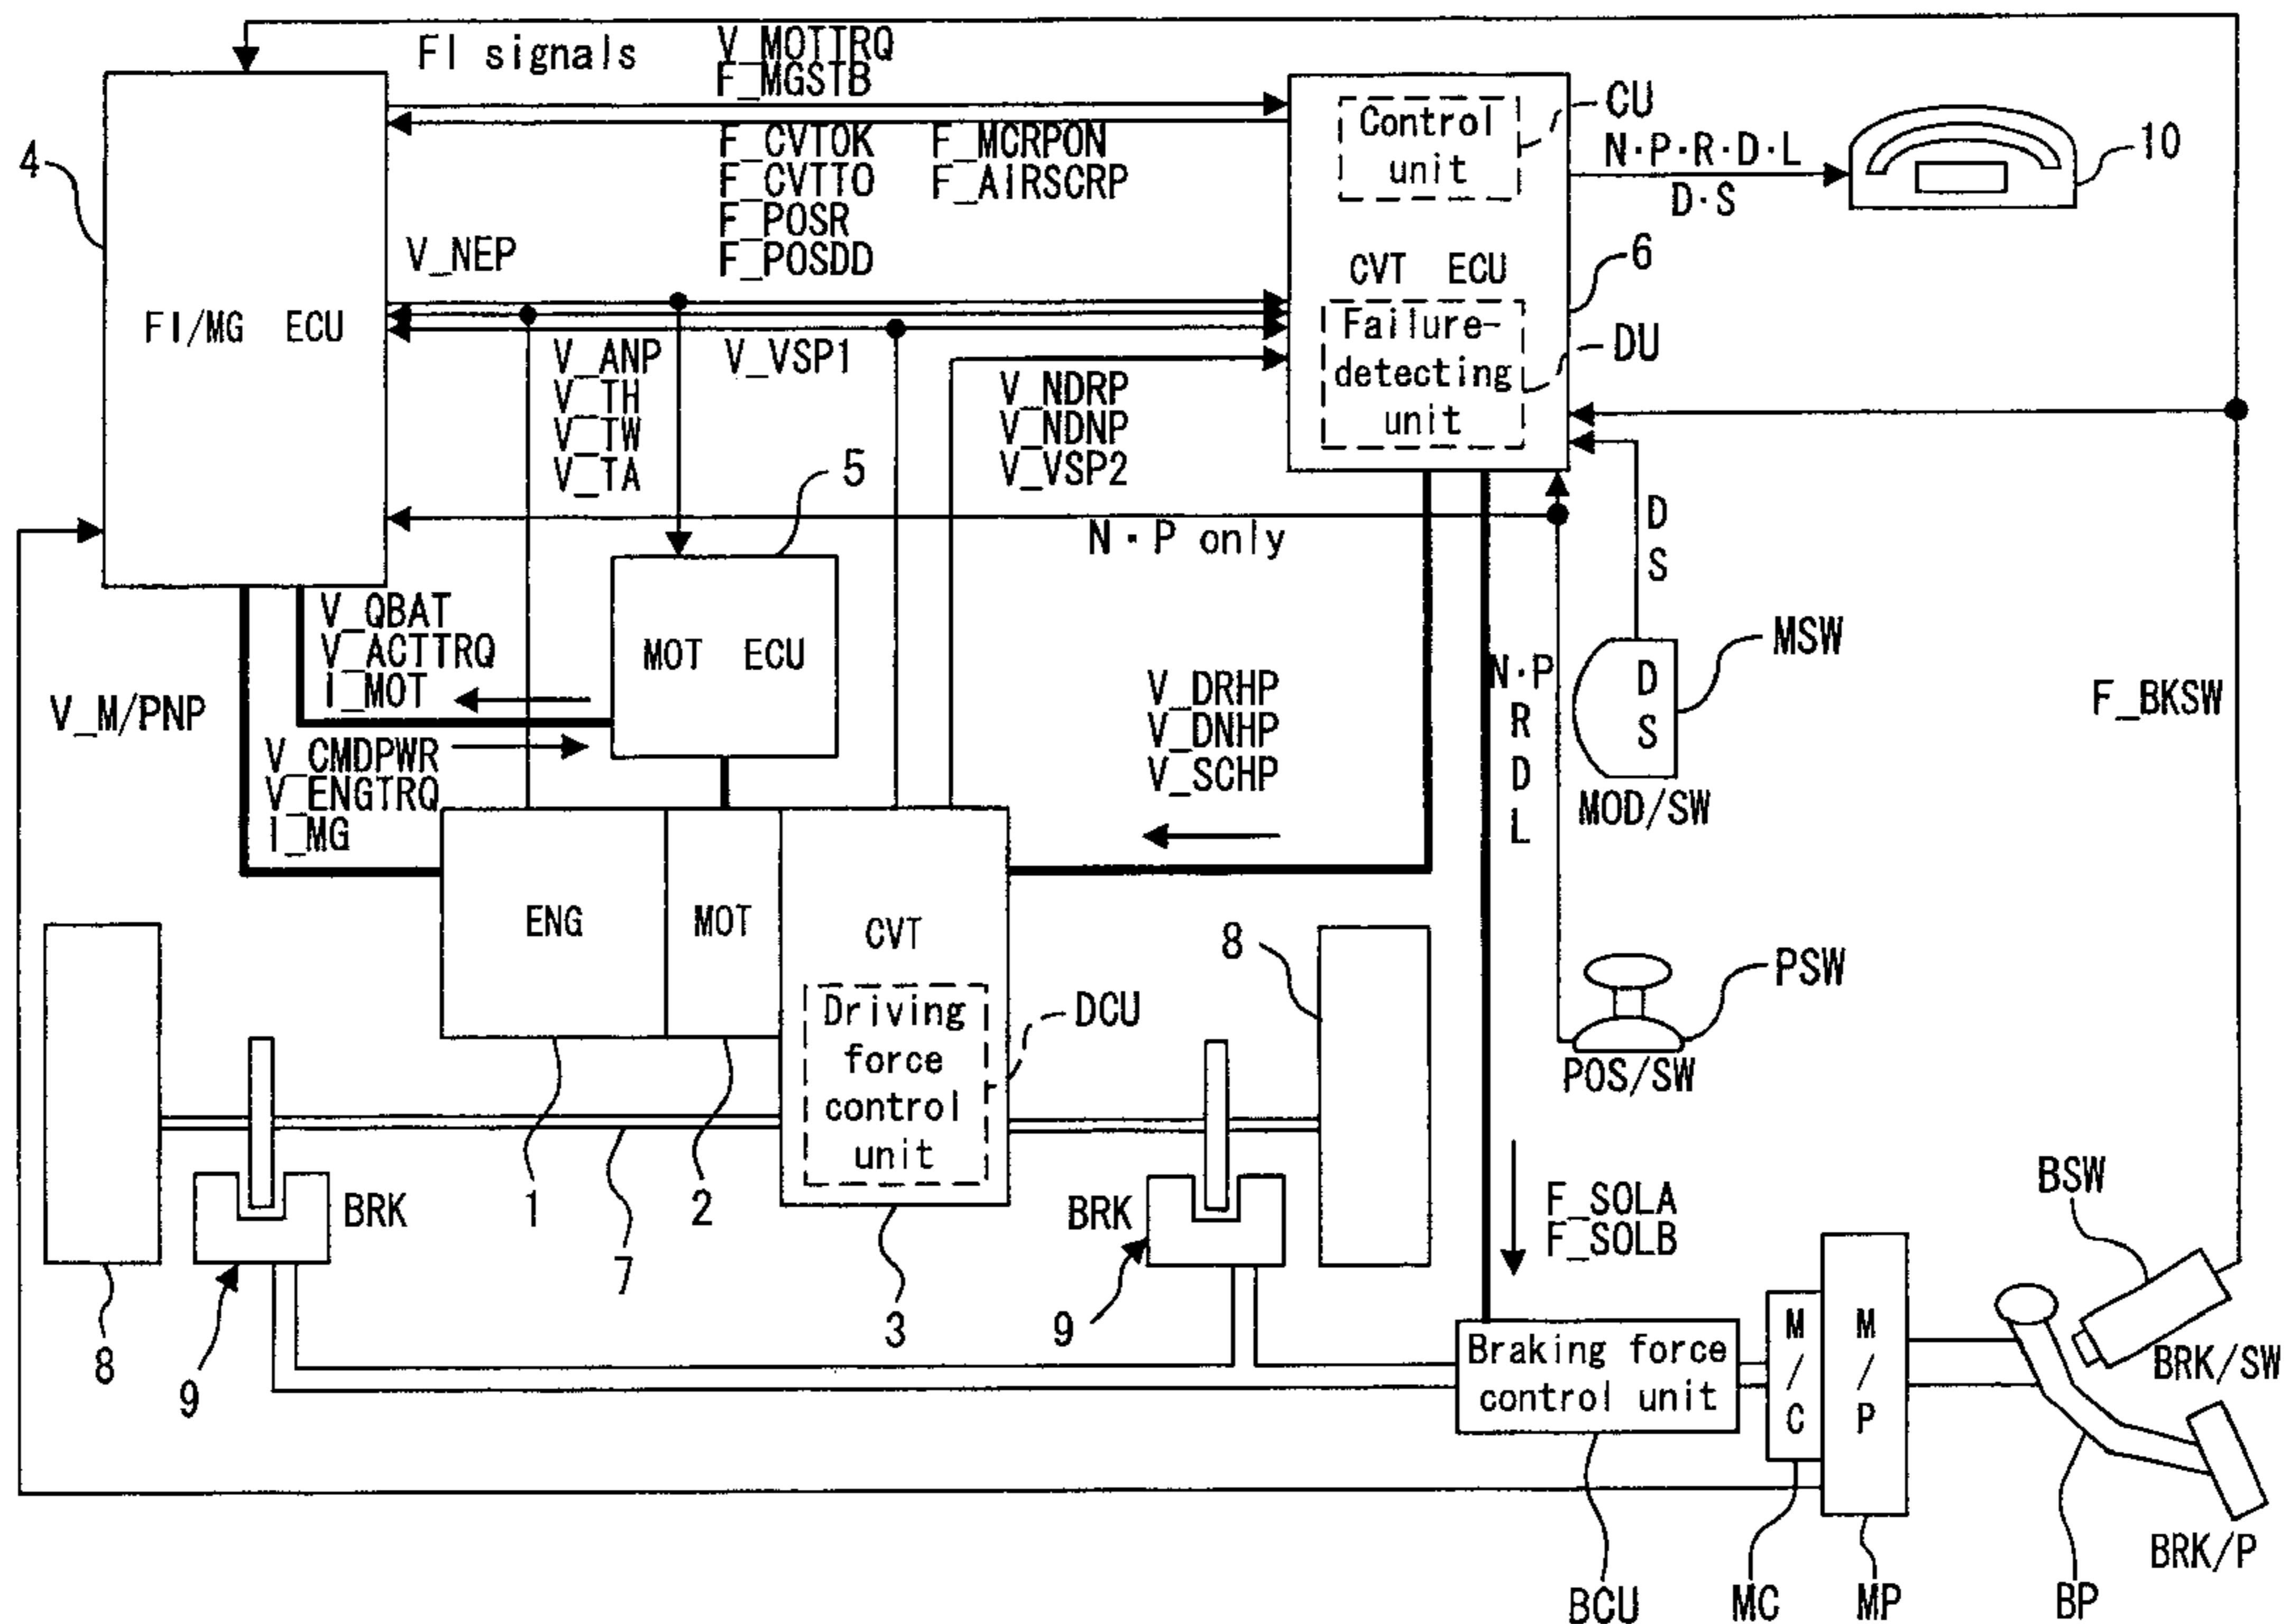 FI signals
V_MOTTRQ
F_MGSTB
F_CVTOK
F_CVTTO
F_POSR
F_POSDD
F_MCRPON
F_AIRSCRP
Control
unit
CU
N·P·R·D·L
D·S
10
4
V_NEP
FI/MG ECU
CVT ECU
6
Failure-
detecting
unit
DU
V_ANP
V_TH
V_TW
V_TA
V_VSP1
V_NDRP
V_NDNP
V_VSP2
5
N·P only
D
S
V_QBAT
V_ACTTRQ
I_MOT
MOT ECU
V_M/PNP
V_CMDPWR
V_ENGTRQ
I_MG
V_DRHP
V_DNHP
V_SCHP
N·P
R
D
L
D
S
MSW
MOD/SW
F_BKSW
ENG
MOT
CVT
Driving
force
control
unit
DCU
8
PSW
POS/SW
BRK
1
2
7
3
BRK
9
8
9
F_SOLA
F_SOLB
BSW
BRK/SW
Braking force
control unit
M
/
C
M
/
P
BRK/P
BCU
MC
MP
BP